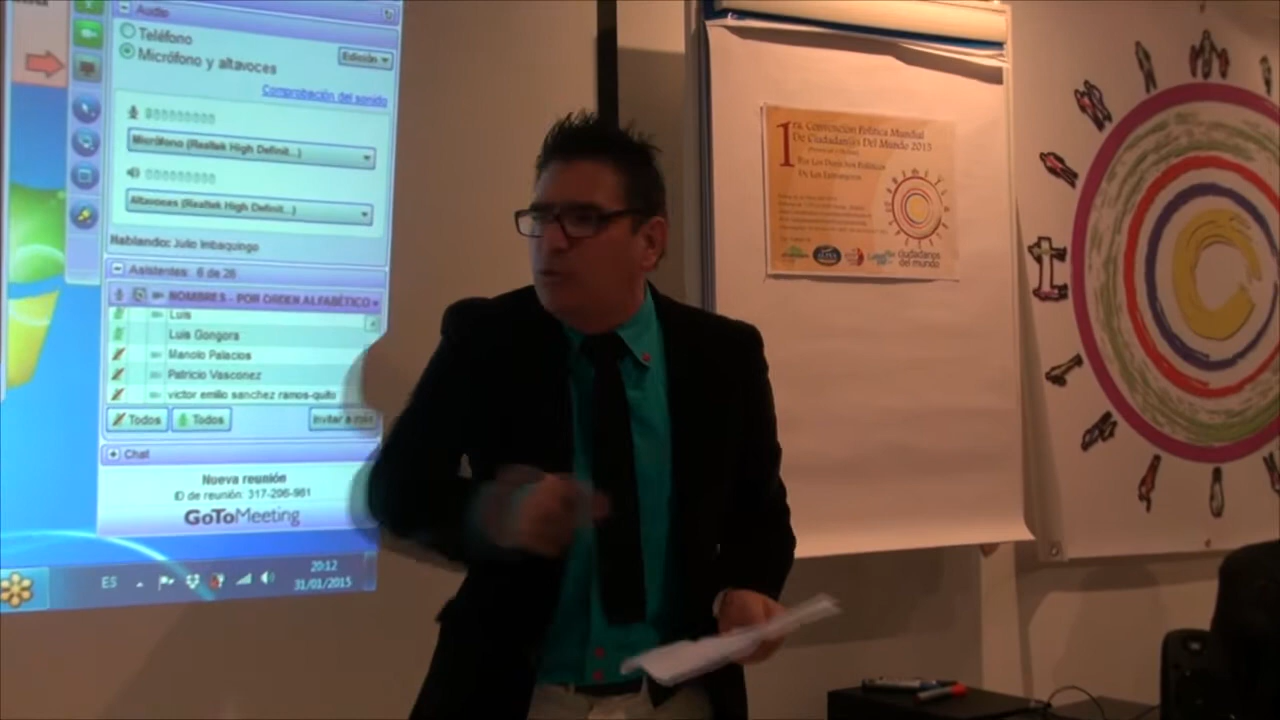 Audio
Teléfono
Micrófono y altavoces
Edición
Comprobación del sonido
Micrófono (Realtek High Definit...)
Altavoces (Realtek High Definit...)
Hablando: Julio Imbaquingo
Asistentes: 6 de 26
NOMBRES - POR ORDEN ALFABÉTICO
Luis
Luis Gongora
Manolo Palacios
Patricio Vasconez
victor emilio sanchez ramos-quito
Todos
Todos
Invitar a más
Chat
Nueva reunión
ID de reunión: 317-206-981
GoToMeeting
ES
20:12
31/01/2015
1ra Convención Política Mundial
De Ciudadan@s Del Mundo 2015
Por Los Derechos Políticos
De Los Extranjeros
ciudadanos
del mundo